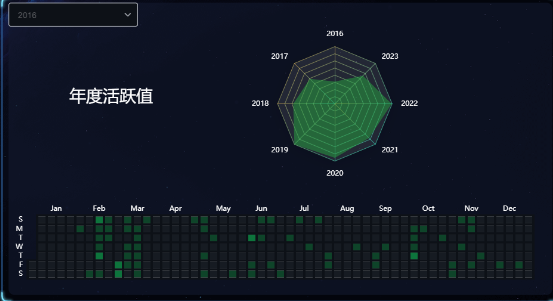 2016
2016
2017
2023
年度活跃值
2018
2022
2019
2021
2020
Jan Feb Mar Apr May Jun Jul Aug Sep Oct Nov Dec
S
M
T
W
T
F
S